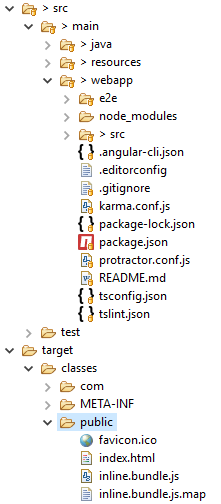 > src
> main
> java
> resources
> webapp
e2e
node_modules
> src
.angular-cli.json
.editorconfig
.gitignore
karma.conf.js
package-lock.json
package.json
protractor.conf.js
README.md
tsconfig.json
tslint.json
test
target
classes
com
META-INF
public
favicon.ico
index.html
inline.bundle.js
inline.bundle.js.map